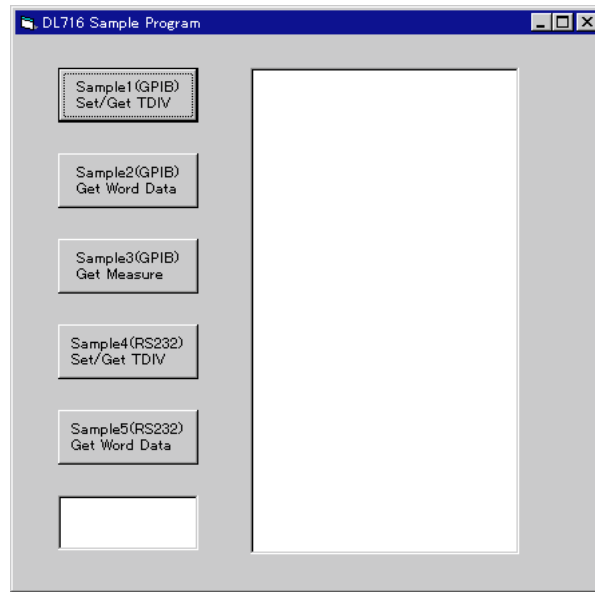 DL716 Sample Program
Sample1(GPIB)
Set/Get TDIV
Sample2(GPIB)
Get Word Data
Sample3(GPIB)
Get Measure
Sample4(RS232)
Set/Get TDIV
Sample5(RS232)
Get Word Data